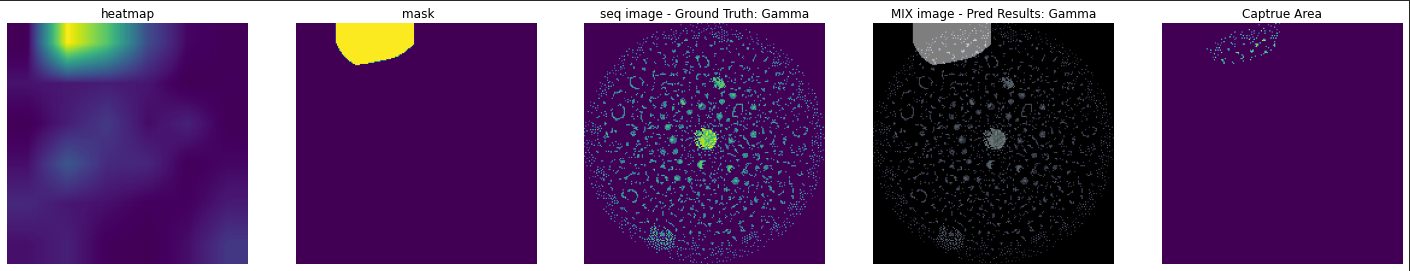 heatmap
mask
seq image - Ground Truth: Gamma
MIX image - Pred Results: Gamma
Captrue Area